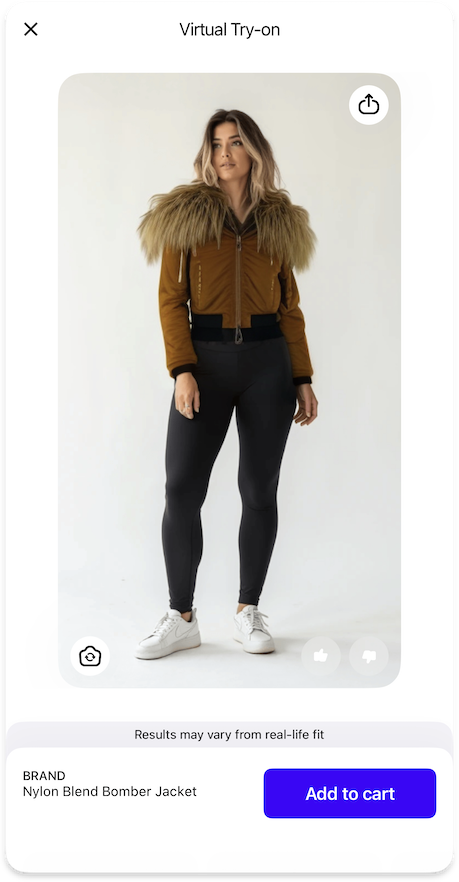 Virtual Try-on
Results may vary from real-life fit
BRAND
Nylon Blend Bomber Jacket
Add to cart